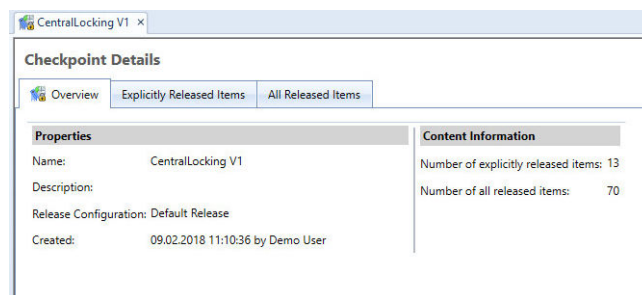 CentralLocking V1
Checkpoint Details
Overview
Explicitly Released Items
All Released Items
Properties
Name: CentralLocking V1
Description:
Release Configuration: Default Release
Created: 09.02.2018 11:10:36 by Demo User
Content Information
Number of explicitly released items: 13
Number of all released items: 70